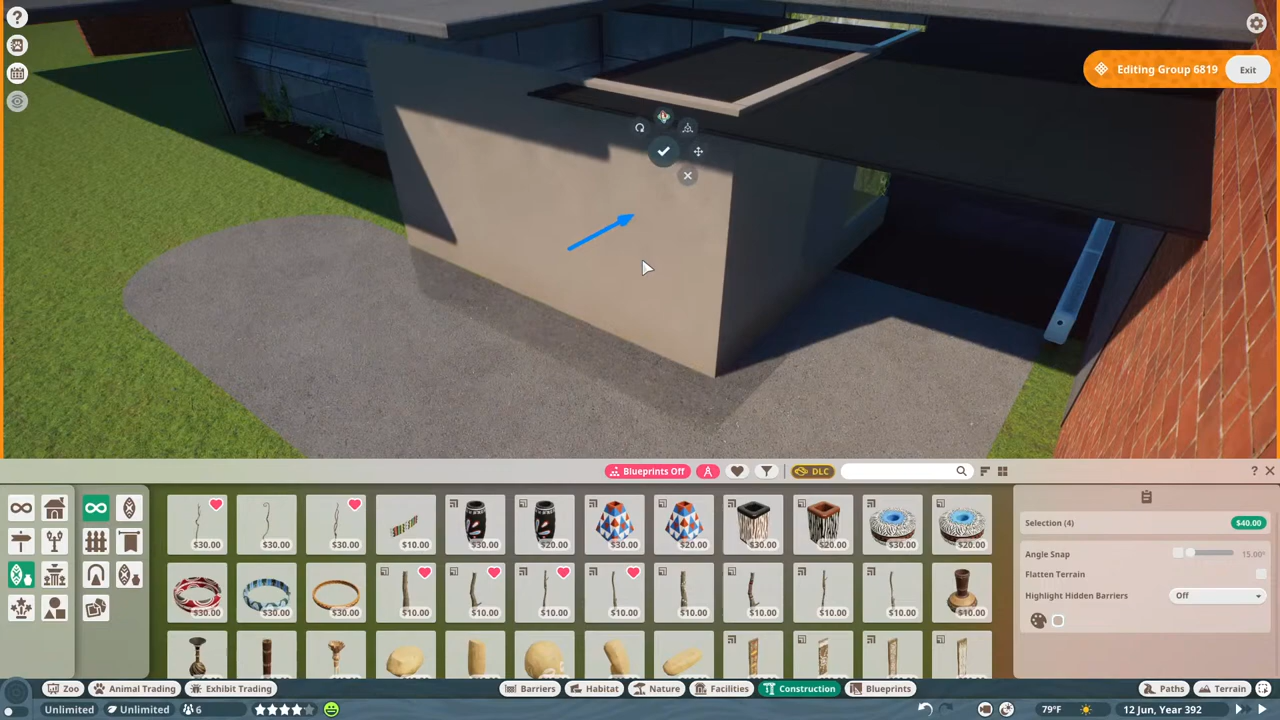 ?
Editing Group 6819
Exit
Blueprints Off
DLC
?
$30.00
$30.00
$30.00
$10.00
$30.00
$20.00
$30.00
$20.00
$30.00
$20.00
$30.00
$20.00
$30.00
$30.00
$30.00
$10.00
$10.00
$10.00
$10.00
$10.00
$10.00
$10.00
$10.00
$10.00
Selection (4)
$40.00
Angle Snap
15.00°
Flatten Terrain
Highlight Hidden Barriers
Off
Zoo
Animal Trading
Exhibit Trading
Barriers
Habitat
Nature
Facilities
Construction
Blueprints
Paths
Terrain
Unlimited
Unlimited
6
79°F
12 Jun, Year 392